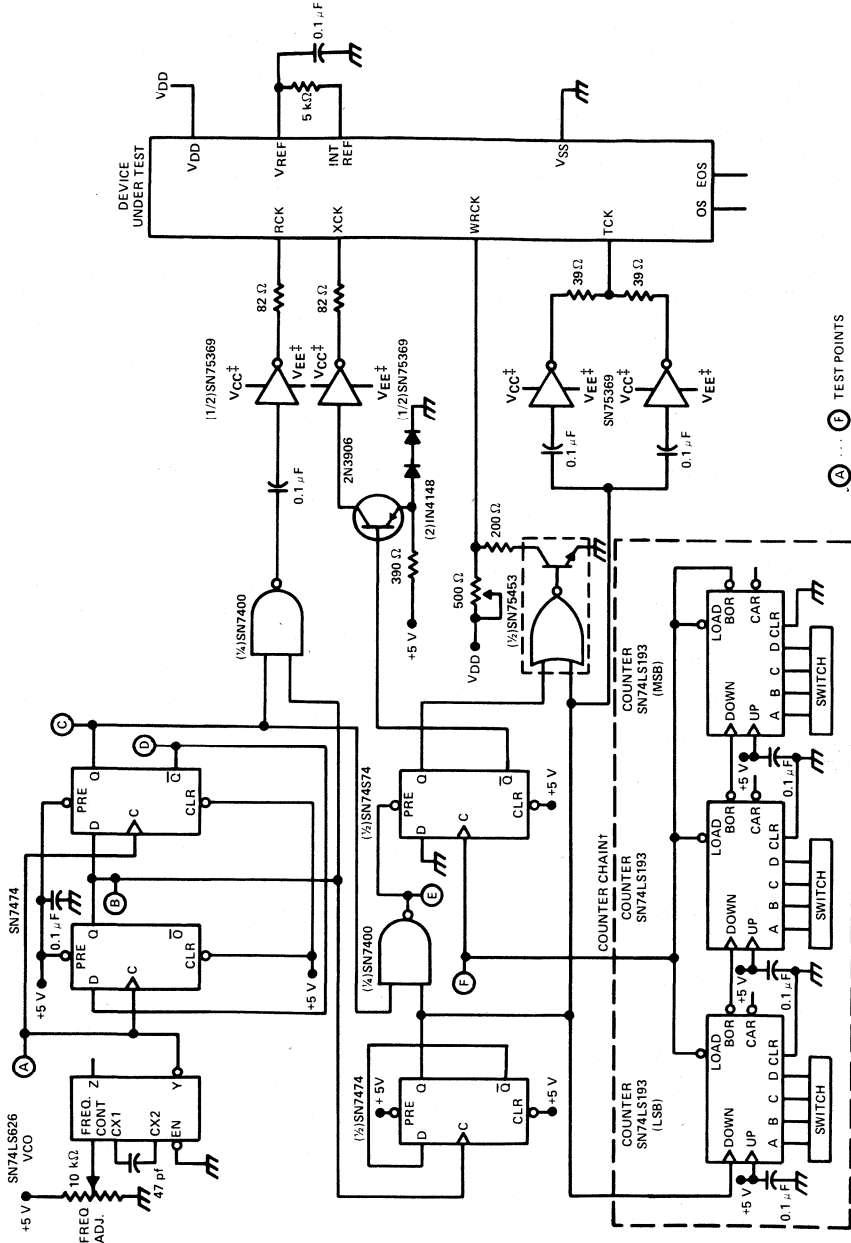 +5 V
SN74LS626
VCO
FREQ
ADJ.
10 kΩ
47 pf
FREQ.
CONT
Z
CX1
CX2
EN
Y
A
SN7474
+5 V
0.1 µF
PRE
D
Q
C
Q
CLR
+5 V
B
PRE
D
Q
C
Q
CLR
C
D
(¼)SN7400
0.1 µF
(1/2)SN75369
VCC‡
VEE‡
82 Ω
2N3906
VCC‡
VEE‡
(1/2)SN75369
82 Ω
390 Ω
+5 V
(2)IN4148
DEVICE
UNDER TEST
VDD
VDD
RCK
VREF
0.1 µF
5 kΩ
XCK
INT
REF
WRCK
VSS
TCK
OS
EOS
(½)SN7474
+ 5V
PRE
D
Q
C
Q
CLR
+5 V
(¼)SN7400
E
F
(½)SN74S74
PRE
D
Q
C
Q
CLR
+5 V
VDD
500 Ω
200 Ω
(½)SN75453
0.1 µF
0.1 µF
VCC‡
VEE‡
SN75369
VCC‡
VEE‡
39 Ω
39 Ω
COUNTER CHAIN†
COUNTER
SN74LS193
(LSB)
LOAD
DOWN
BOR
UP
CAR
A B C D CLR
SWITCH
+5 V
0.1 µF
COUNTER
SN74LS193
LOAD
DOWN
BOR
UP
CAR
A B C D CLR
SWITCH
+5 V
0.1 µF
COUNTER
SN74LS193
(MSB)
LOAD
DOWN
BOR
UP
CAR
A B C D CLR
SWITCH
+5 V
0.1 µF
A ... F TEST POINTS